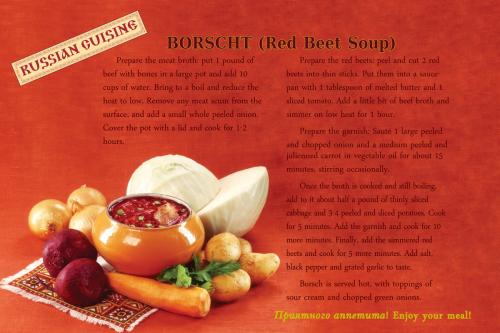 RUSSIAN CUISINE
BORSCHT (Red Beet Soup)
Prepare the meat broth: put 1 pound of
beef with bones in a large pot and add 10
cups of water. Bring to a boil and reduce the
heat to low. Remove any meat scum from the
surface, and add a small whole peeled onion.
Cover the pot with a lid and cook for 1-2
hours.
Prepare the red beets: peel and cut 2 red
beets into thin sticks. Put them into a sauce
pan with 1 tablespoon of melted butter and 1
sliced tomato. Add a little bit of beef broth and
simmer on low heat for 1 hour.
Prepare the garnish: Sauté 1 large peeled
and chopped onion and a medium peeled and
julienned carrot in vegetable oil for about 15
minutes, stirring occasionally.
Once the broth is cooked and still boiling,
add to it about half a pound of thinly sliced
cabbage and 3-4 peeled and sliced potatoes. Cook
for 5 minutes. Add the garnish and cook for 10
more minutes. Finally, add the simmered red
beets and cook for 5 more minutes. Add salt,
black pepper and grated garlic to taste.
Borsch is served hot, with toppings of
sour cream and chopped green onions.
Приятного аппетита! Enjoy your meal!